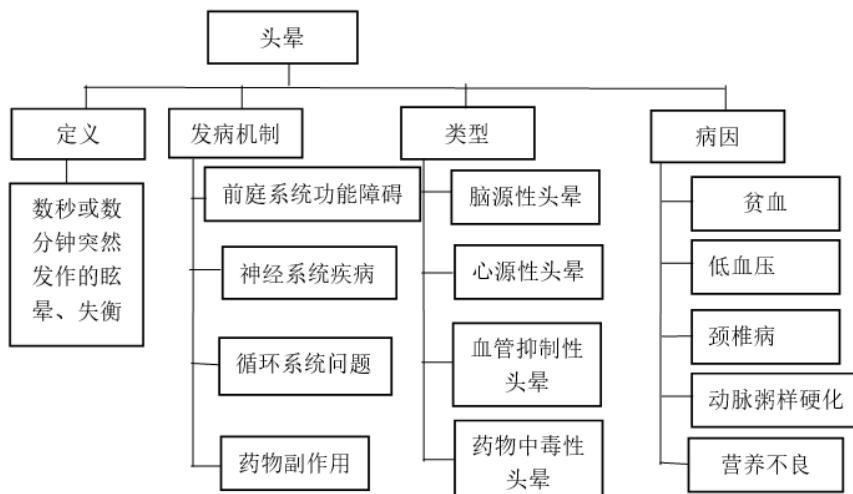 头晕
定义
发病机制
类型
病因
数秒或数
分钟突然
发作的眩
晕、失衡
前庭系统功能障碍
神经系统疾病
循环系统问题
药物副作用
脑源性头晕
心源性头晕
血管抑制性
头晕
药物中毒性
头晕
贫血
低血压
颈椎病
动脉粥样硬化
营养不良